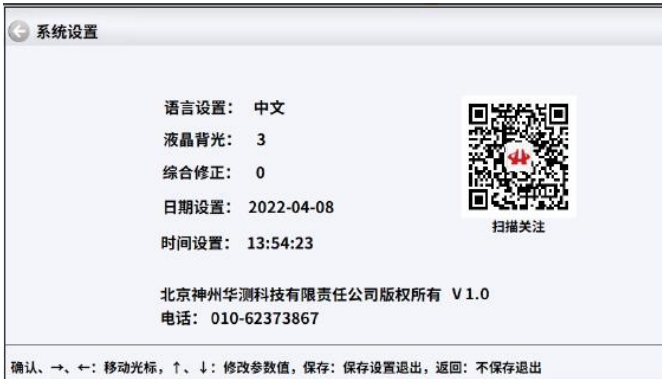 系统设置
语言设置： 中文
液晶背光： 3
综合修正： 0
日期设置： 2022-04-08
时间设置： 13:54:23
扫描关注
北京神州华测科技有限责任公司版权所有 V 1.0
电话： 010-62373867
确认、→、←：移动光标，↑、↓：修改参数值，保存：保存设置退出，返回：不保存退出